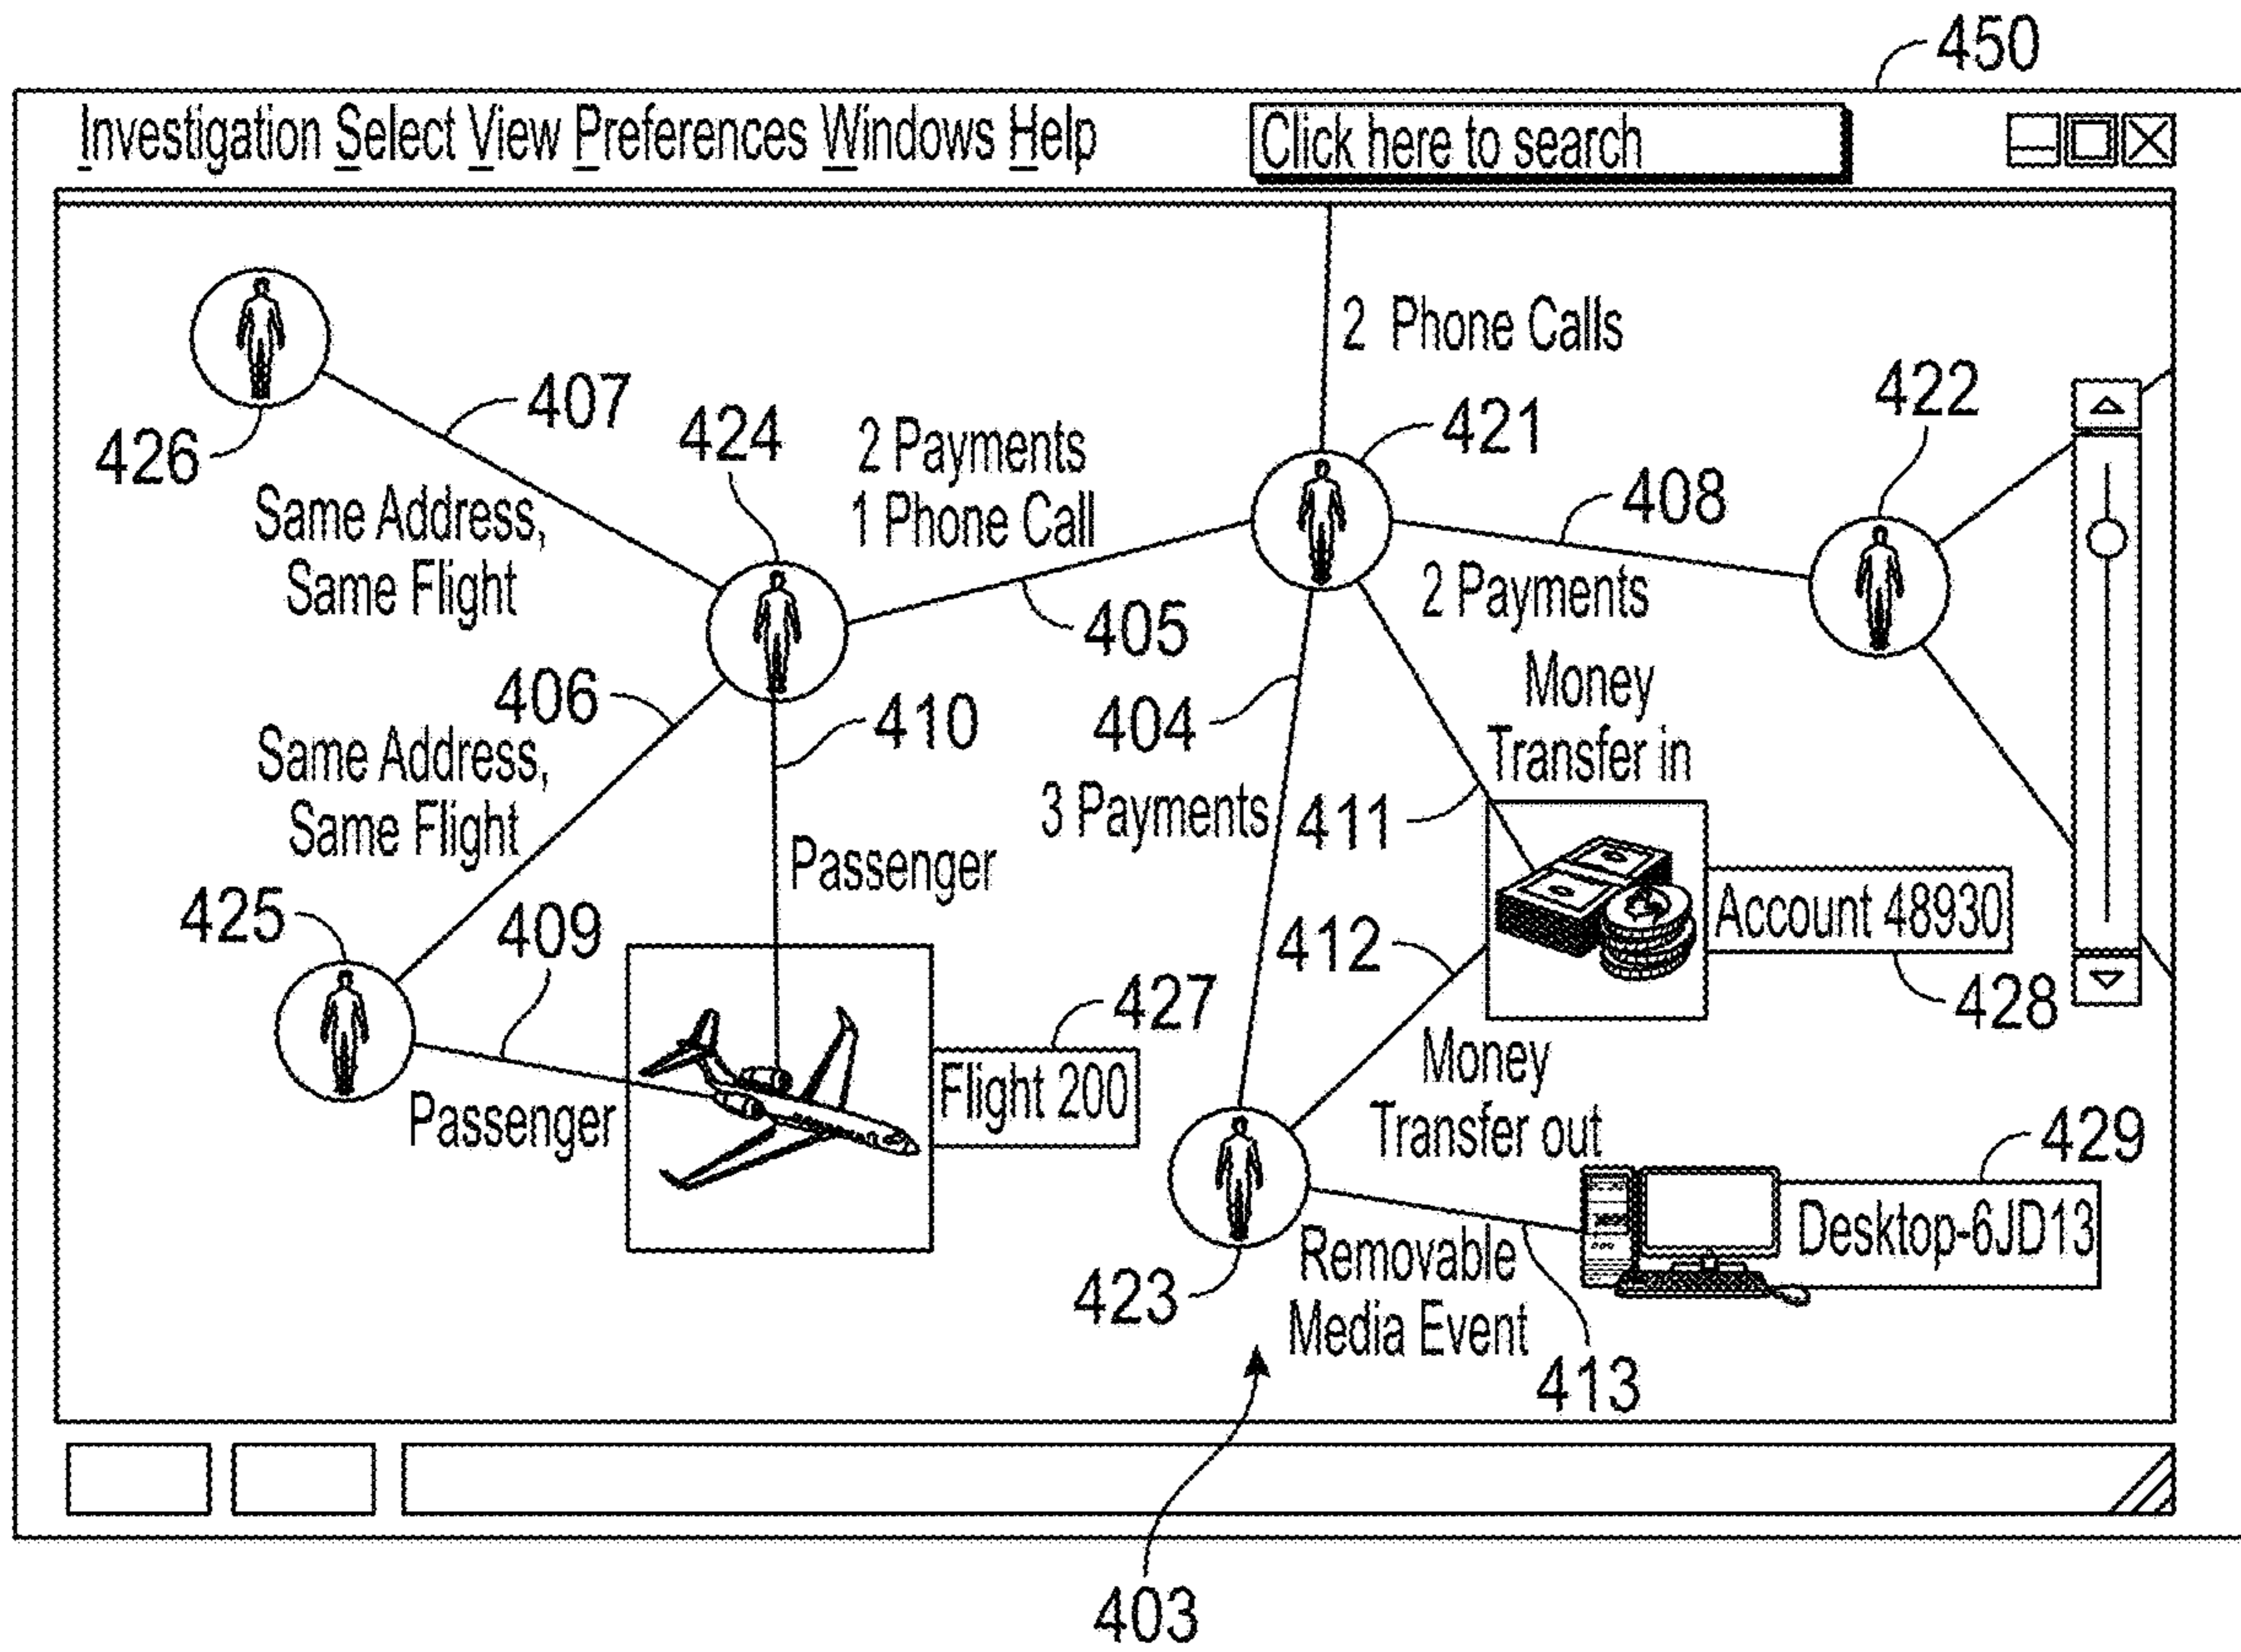 450
Investigation Select View Preferences Windows Help
Click here to search
2 Phone Calls
422
407
424
421
426
2 Payments
1 Phone Call
408
Same Address,
Same Flight
405
2 Payments
406
410
404
Money
Transfer in
Same Address,
Same Flight
3 Payments
411
Passenger
425
409
412
Account 48930
427
428
Flight 200
Passenger
Money
Transfer out
429
Desktop-6JD13
423
Removable
Media Event
413
403